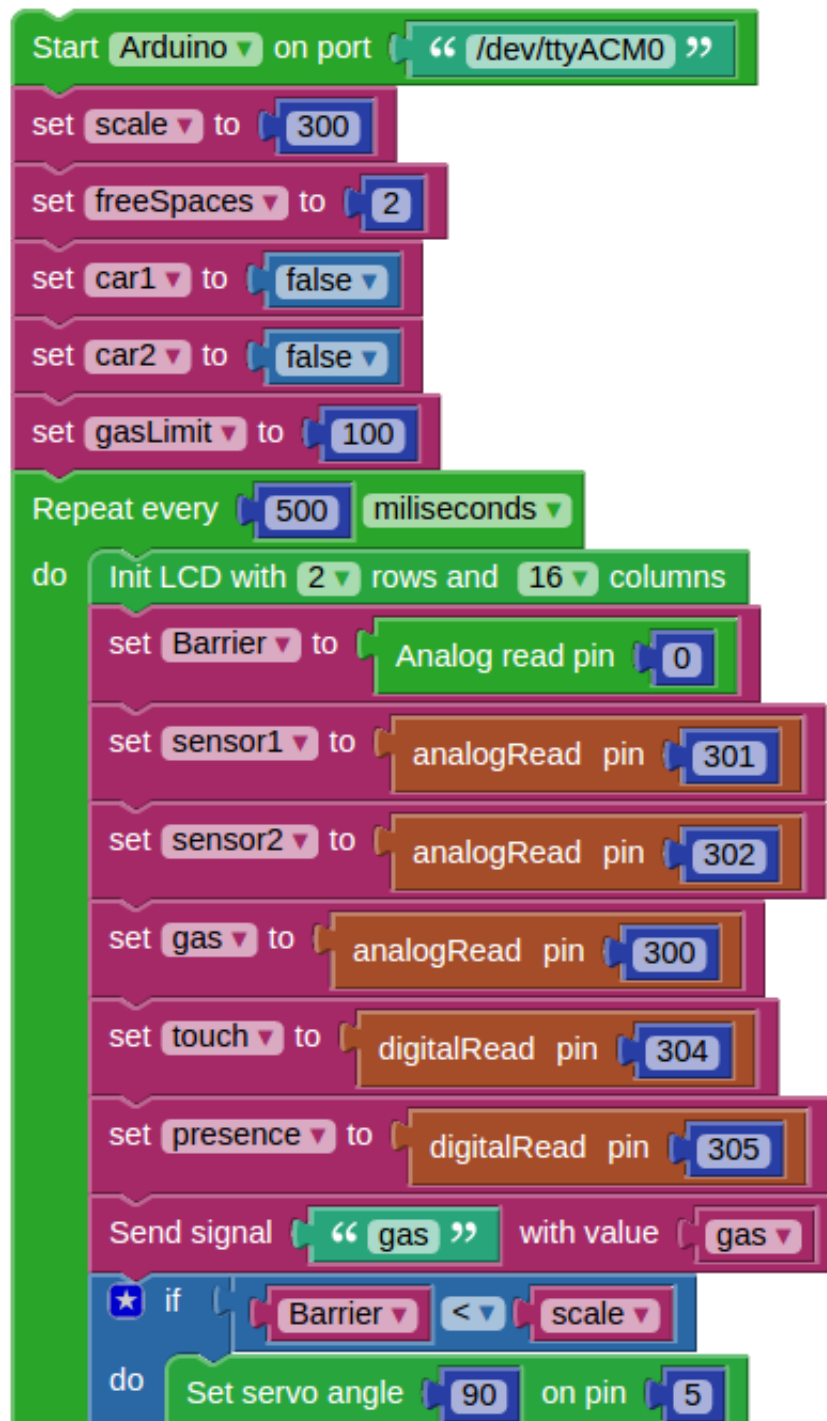 Start Arduino on port “ /dev/ttyACM0 ”
set scale to 300
set freeSpaces to 2
set car1 to false
set car2 to false
set gasLimit to 100
Repeat every 500 miliseconds
do Init LCD with 2 rows and 16 columns
set Barrier to Analog read pin 0
set sensor1 to analogRead pin 301
set sensor2 to analogRead pin 302
set gas to analogRead pin 300
set touch to digitalRead pin 304
set presence to digitalRead pin 305
Send signal “ gas ” with value gas
if Barrier < scale
do Set servo angle 90 on pin 5